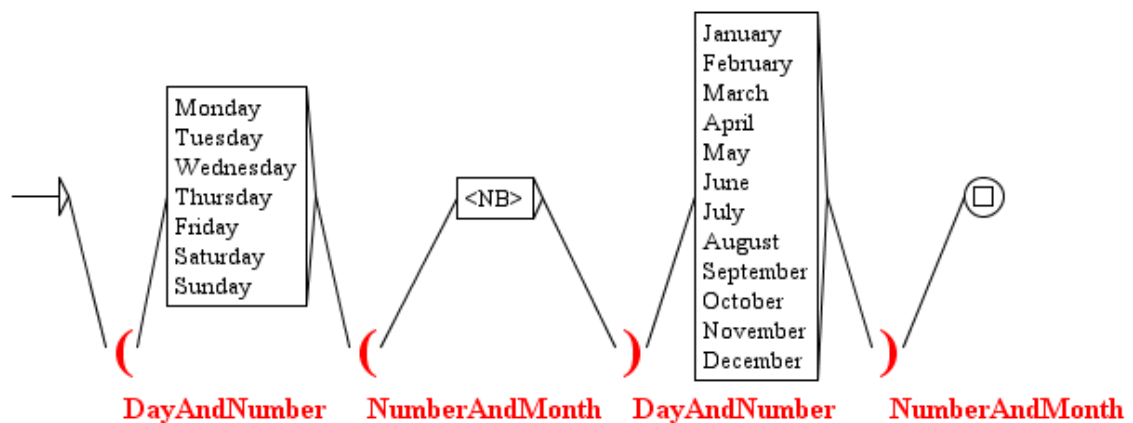 Monday
Tuesday
Wednesday
Thursday
Friday
Saturday
Sunday
<NB>
January
February
March
April
May
June
July
August
September
October
November
December
( ( ) )
DayAndNumber NumberAndMonth DayAndNumber NumberAndMonth